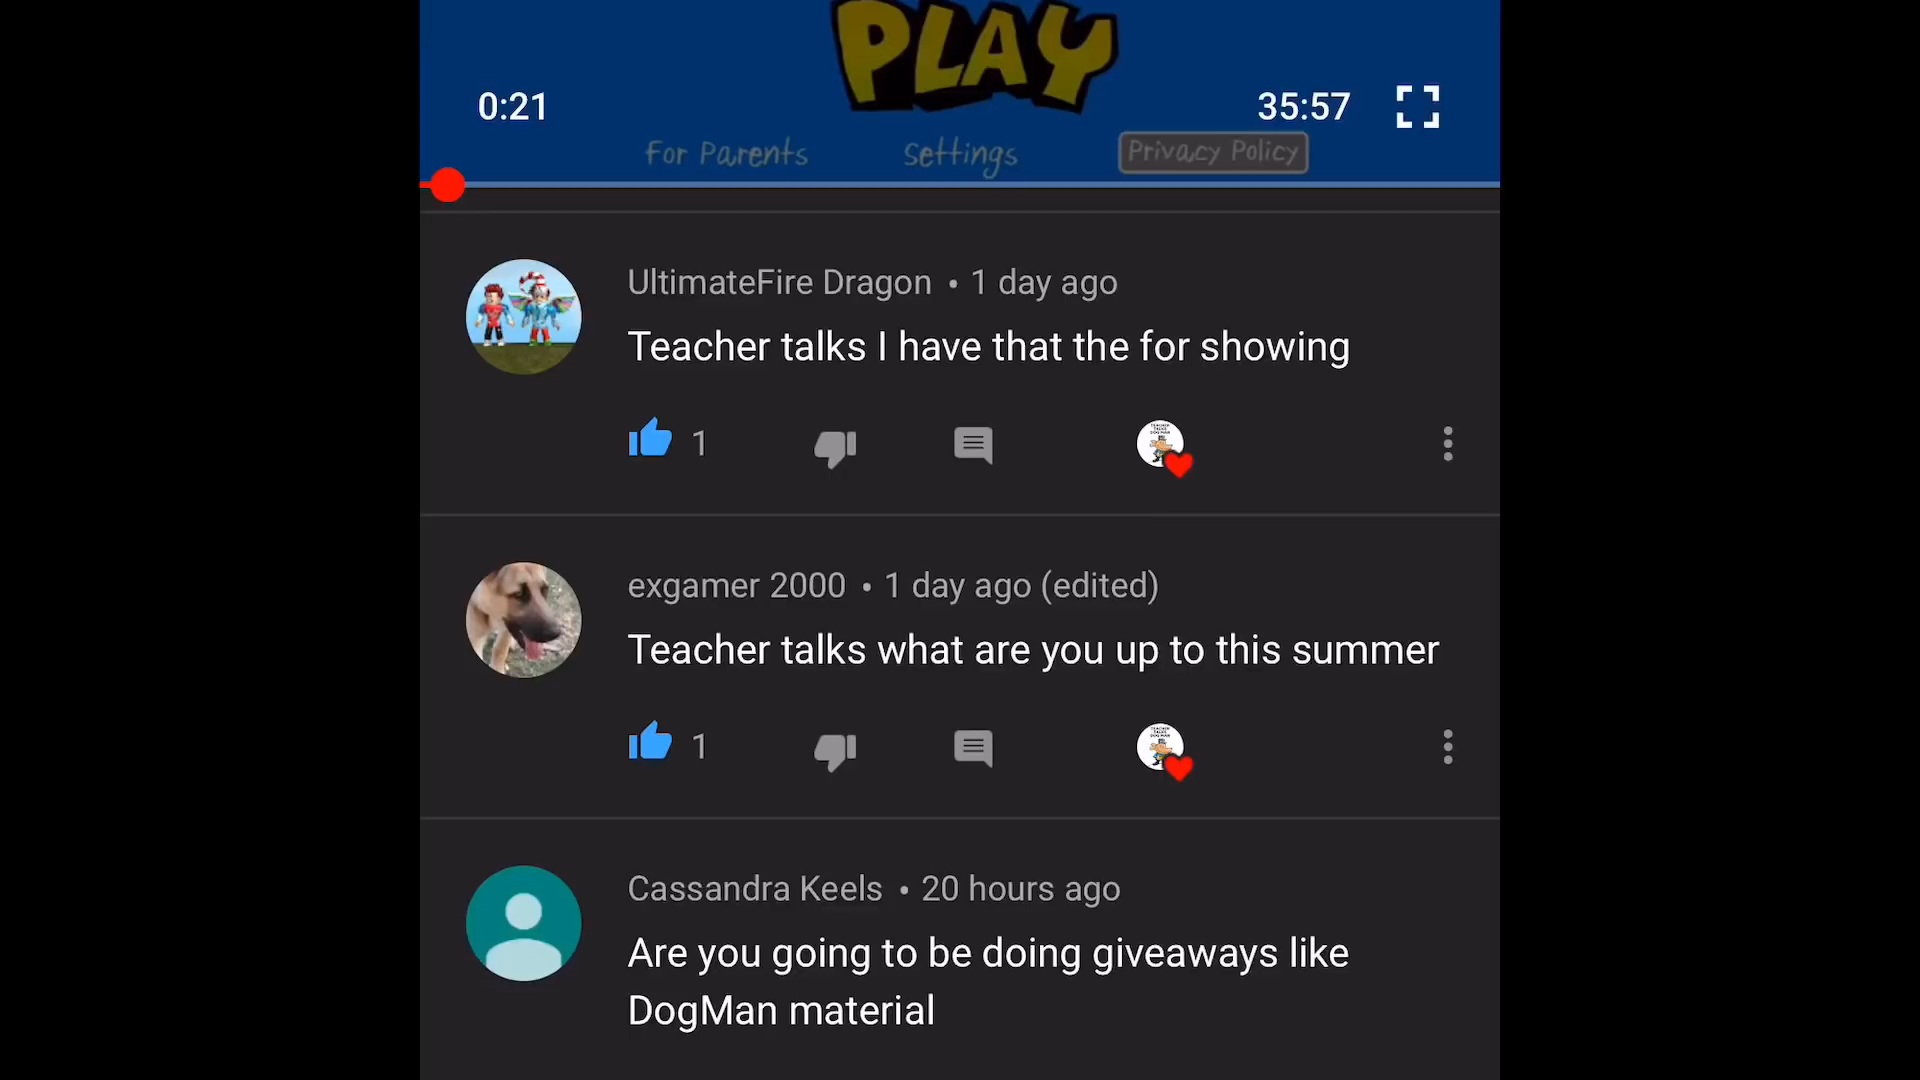 PLAY
0:21
35:57
For Parents
Settings
Privacy Policy
UltimateFire Dragon • 1 day ago
Teacher talks I have that the for showing
1
exgamer 2000 • 1 day ago (edited)
Teacher talks what are you up to this summer
1
Cassandra Keels • 20 hours ago
Are you going to be doing giveaways like
DogMan material